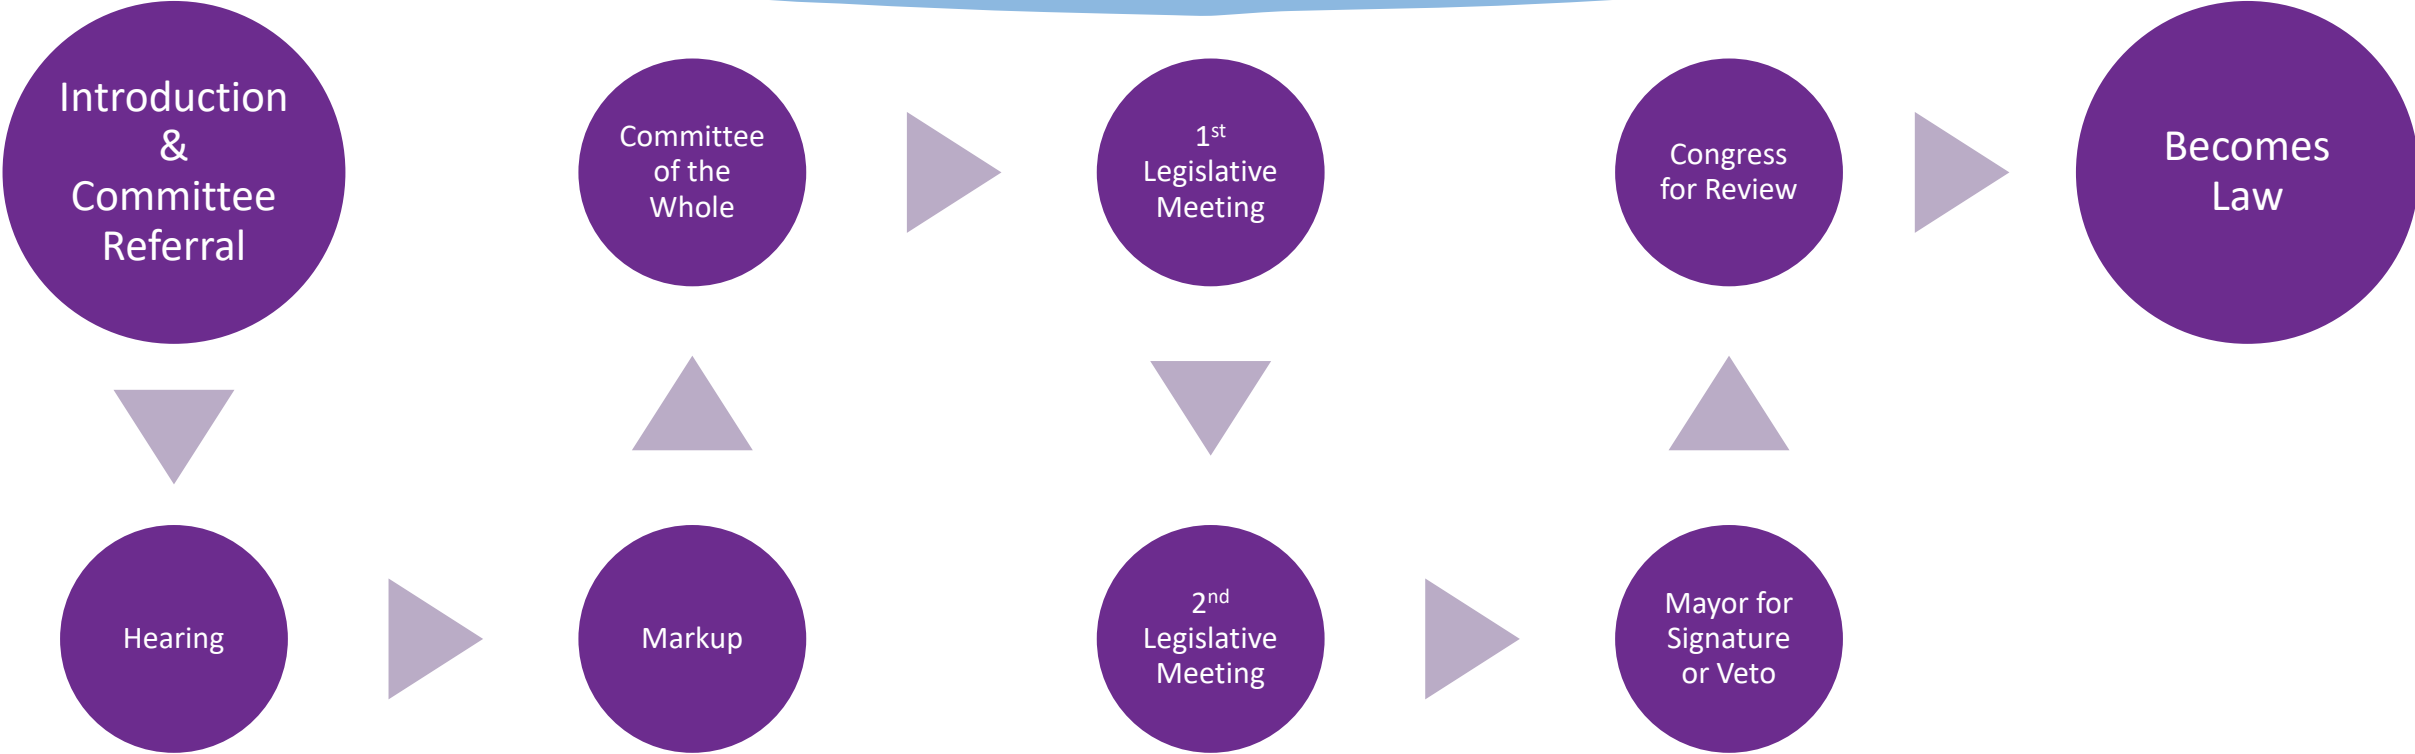 Introduction
&
Committee
Referral
Hearing
Markup
Committee
of the
Whole
1st
Legislative
Meeting
2nd
Legislative
Meeting
Mayor for
Signature
or Veto
Congress
for Review
Becomes
Law